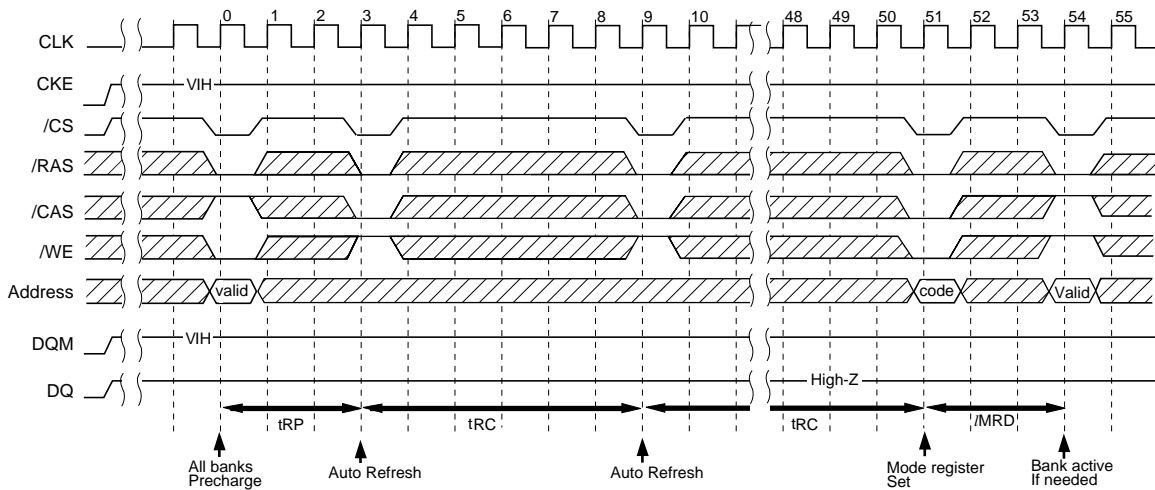 0 1 2 3 4 5 6 7 8 9 10 48 49 50 51 52 53 54 55
CLK
CKE VIH
/CS
/RAS
/CAS
/WE
Address valid code Valid
DQM VIH
DQ High-Z
tRP tRC tRC lMRD
All banks
Precharge
Auto Refresh
Auto Refresh
Mode register
Set
Bank active
If needed